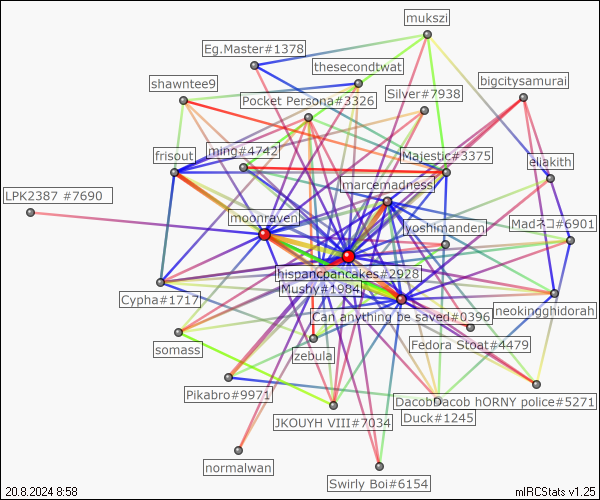 mukszi
Eg.Master#1378
thesecondtwat
bigcitysamurai
shawntee9
Silver#7938
Pocket Persona#3326
ming#4742
Majestic#3375
frisout
eliakith
marcemadness
LPK2387 #7690
moonraven
Madネコ#6901
yoshimanden
hispancpancakes#2928
Mushy#1984
Cypha#1717
neokingghidorah
Can anything be saved#0396
Fedora Stoat#4479
somass
zebula
Pikabro#9971
DacobDacob hORNY police#5271
Duck#1245
JKOUYH VIII#7034
normalwan
Swirly Boi#6154
20.8.2024 8:58
mIRCStats v1.25